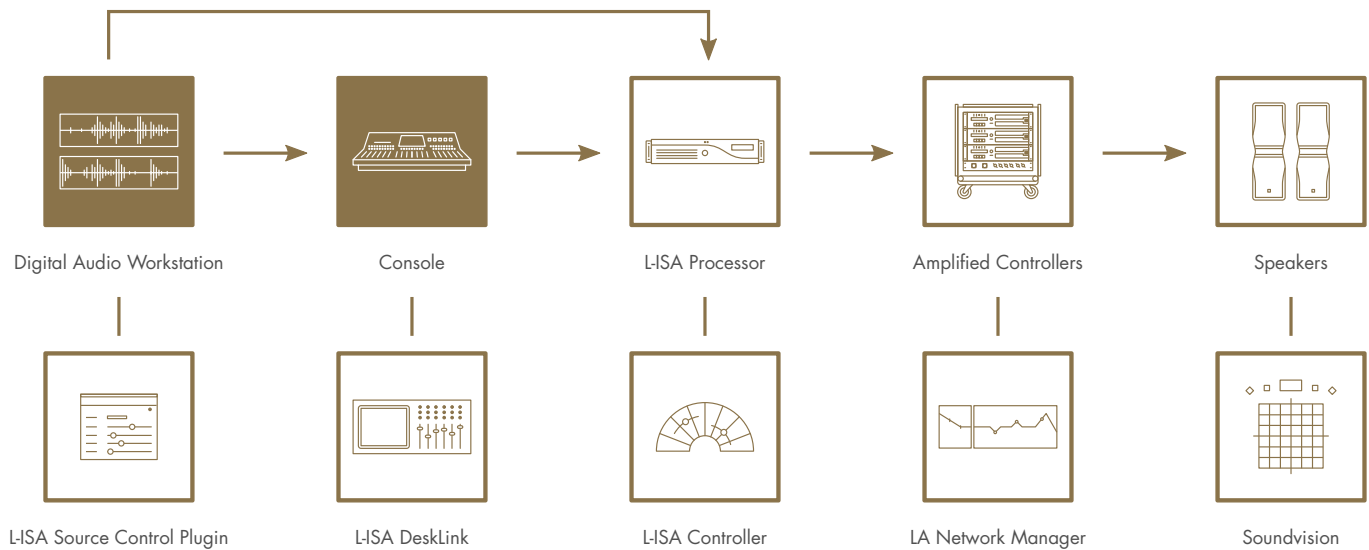 Digital Audio Workstation
Console
L-ISA Processor
Amplified Controllers
Speakers
L-ISA Source Control Plugin
L-ISA DeskLink
L-ISA Controller
LA Network Manager
Soundvision